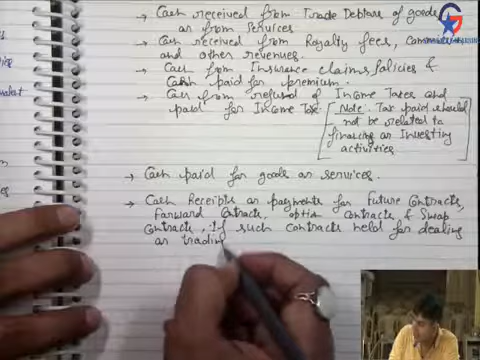 → Cash received from Trade Debtors of goods
or from services
→ Cash received from Royalty fees, Commission
and other revenues.
→ Cash from Insurance claims, policies &
Cash paid for premium.
→ Cash from refund of Income Taxes and
paid for Income Tax.
Note: Tax paid should
not be related to
financing or Investing
activities.
→ Cash paid for goods or services.
→ Cash Receipts or payments for Future Contracts,
Forward Contracts, option Contracts & Swap
Contracts, If such contracts held for dealing
or trading